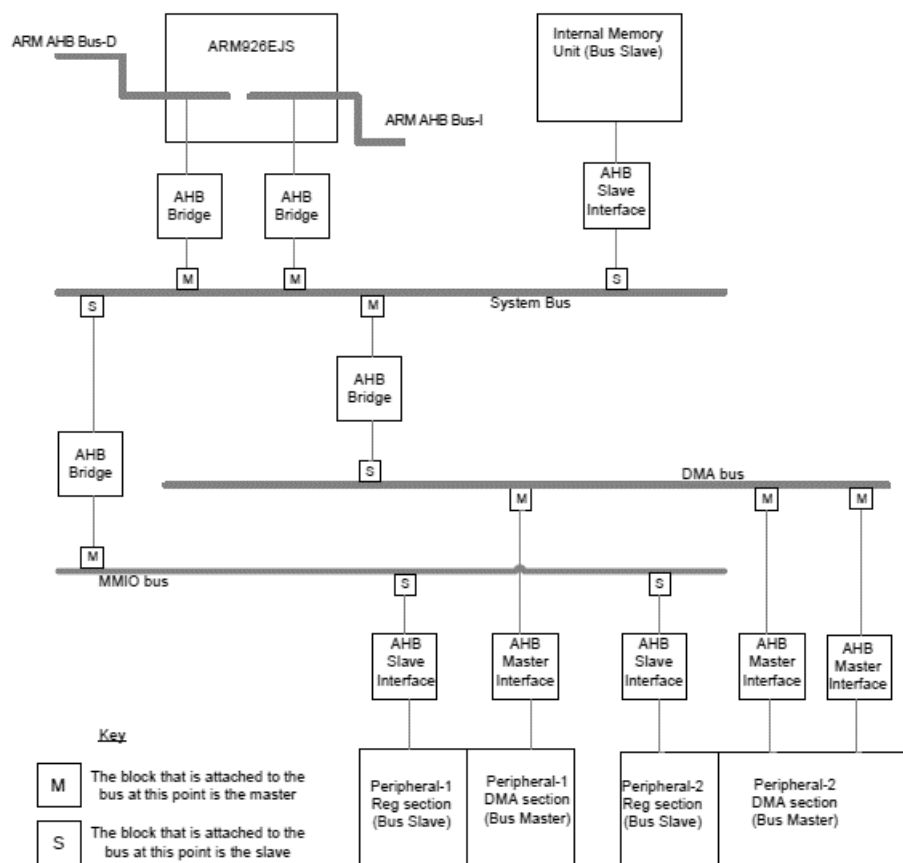 ARM AHB Bus-D
ARM926EJS
Internal Memory
Unit (Bus Slave)
ARM AHB Bus-I
AHB
Bridge
AHB
Bridge
AHB
Slave
Interface
M
M
S
System Bus
S
M
AHB
Bridge
AHB
Bridge
S
DMA bus
M
M
M
M
MMIO bus
S
S
AHB
Slave
Interface
AHB
Master
Interface
AHB
Slave
Interface
AHB
Master
Interface
AHB
Master
Interface
Key
M
The block that is attached to the
bus at this point is the master
S
The block that is attached to the
bus at this point is the slave
Peripheral-1
Reg section
(Bus Slave)
Peripheral-1
DMA section
(Bus Master)
Peripheral-2
Reg section
(Bus Slave)
Peripheral-2
DMA section
(Bus Master)